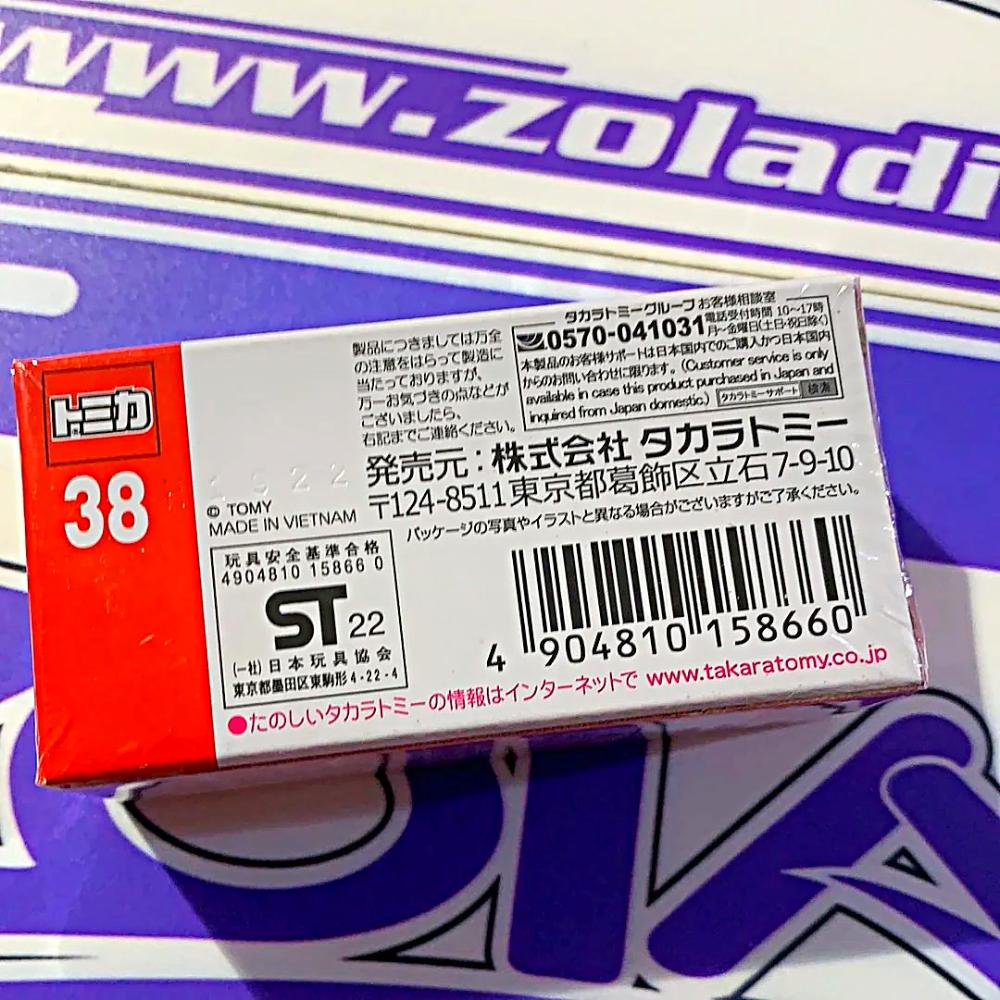 www.zoladi
トミカ
38
製品につきましては万全
の注意をはらって製造に
当たっておりますが、
万一お気づきの点などが
ございましたら、
右記までご連絡ください。
タカラトミーグループ お客様相談室
0570-041031 電話受付時間 10〜17時
月〜金曜日(土日・祝日除く)
本製品のお客様サポートは日本国内でのご購入かつ日本国内
からのお問い合わせに限ります。(Customer service is only
available in case this product purchased in Japan and
inquired from Japan domestic.) タカラトミーサポート 検索
発売元:株式会社 タカラトミー
〒124-8511東京都葛飾区立石7-9-10
パッケージの写真やイラストと異なる場合がございますがご了承ください。
© TOMY
MADE IN VIETNAM
玩具安全基準合格
4904810 15866 0
ST 22
(一社)日本玩具協会
東京都墨田区東駒形4-22-4
4 904810 158660
●たのしいタカラトミーの情報はインターネットで www.takaratomy.co.jp